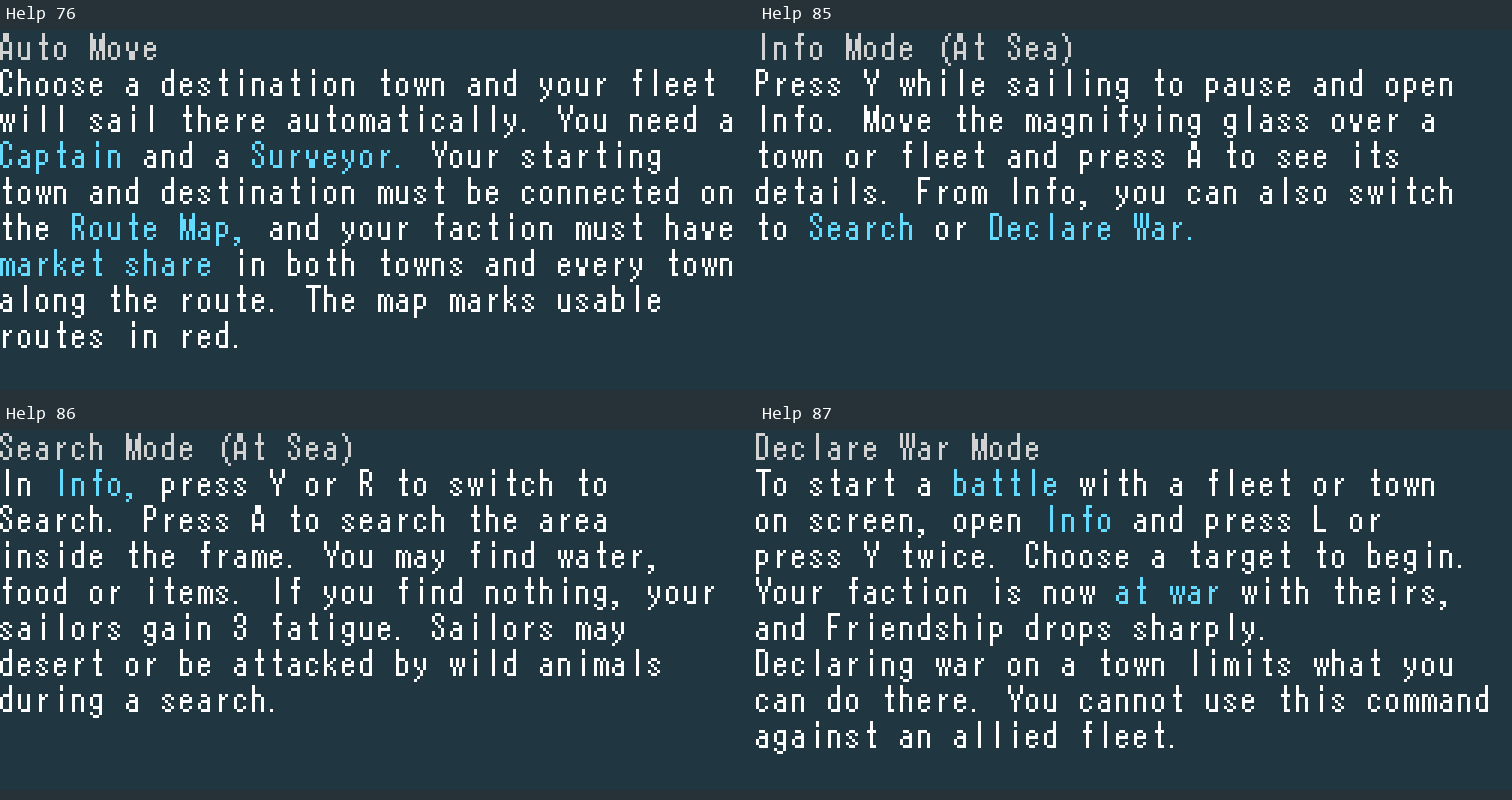 Help 76
Auto Move
Choose a destination town and your fleet
will sail there automatically. You need a
Captain and a Surveyor. Your starting
town and destination must be connected on
the Route Map, and your faction must have
market share in both towns and every town
along the route. The map marks usable
routes in red.
Help 85
Info Mode (At Sea)
Press Y while sailing to pause and open
Info. Move the magnifying glass over a
town or fleet and press A to see its
details. From Info, you can also switch
to Search or Declare War.
Help 86
Search Mode (At Sea)
In Info, press Y or R to switch to
Search. Press A to search the area
inside the frame. You may find water,
food or items. If you find nothing, your
sailors gain 3 fatigue. Sailors may
desert or be attacked by wild animals
during a search.
Help 87
Declare War Mode
To start a battle with a fleet or town
on screen, open Info and press L or
press Y twice. Choose a target to begin.
Your faction is now at war with theirs,
and Friendship drops sharply.
Declaring war on a town limits what you
can do there. You cannot use this command
against an allied fleet.